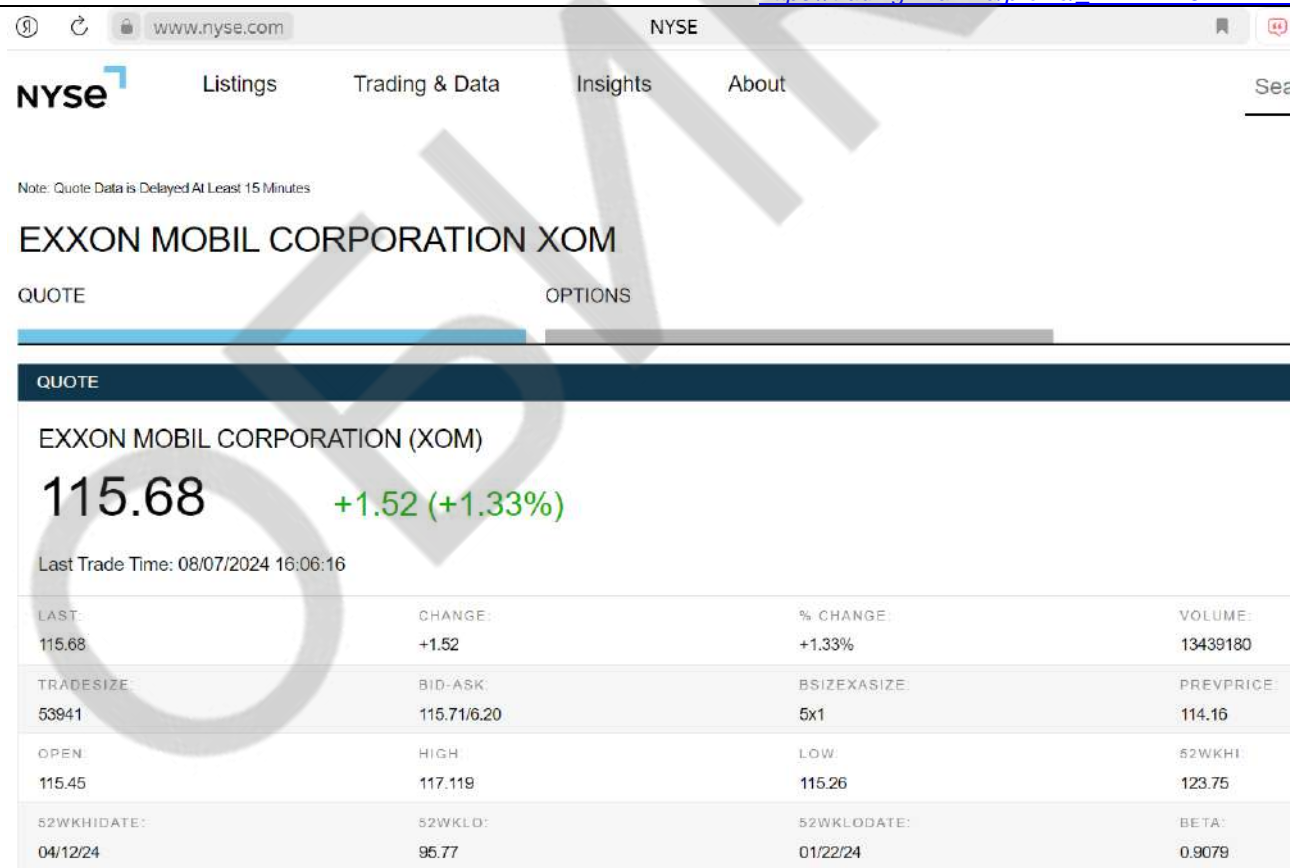 www.nyse.com NYSE
NYSE Listings Trading & Data Insights About Sea
Note: Quote Data is Delayed At Least 15 Minutes
EXXON MOBIL CORPORATION XOM
QUOTE OPTIONS
QUOTE
EXXON MOBIL CORPORATION (XOM)
115.68 +1.52 (+1.33%)
Last Trade Time: 08/07/2024 16:06:16
LAST: CHANGE: % CHANGE: VOLUME:
115.68 +1.52 +1.33% 13439180
TRADESIZE: BID-ASK: BSIZEXASIZE: PREVPRICE:
53941 115.71/6.20 5x1 114.16
OPEN: HIGH: LOW: 52WKHI:
115.45 117.119 115.26 123.75
52WKHIDATE: 52WKLO: 52WKLODATE: BETA:
04/12/24 95.77 01/22/24 0.9079